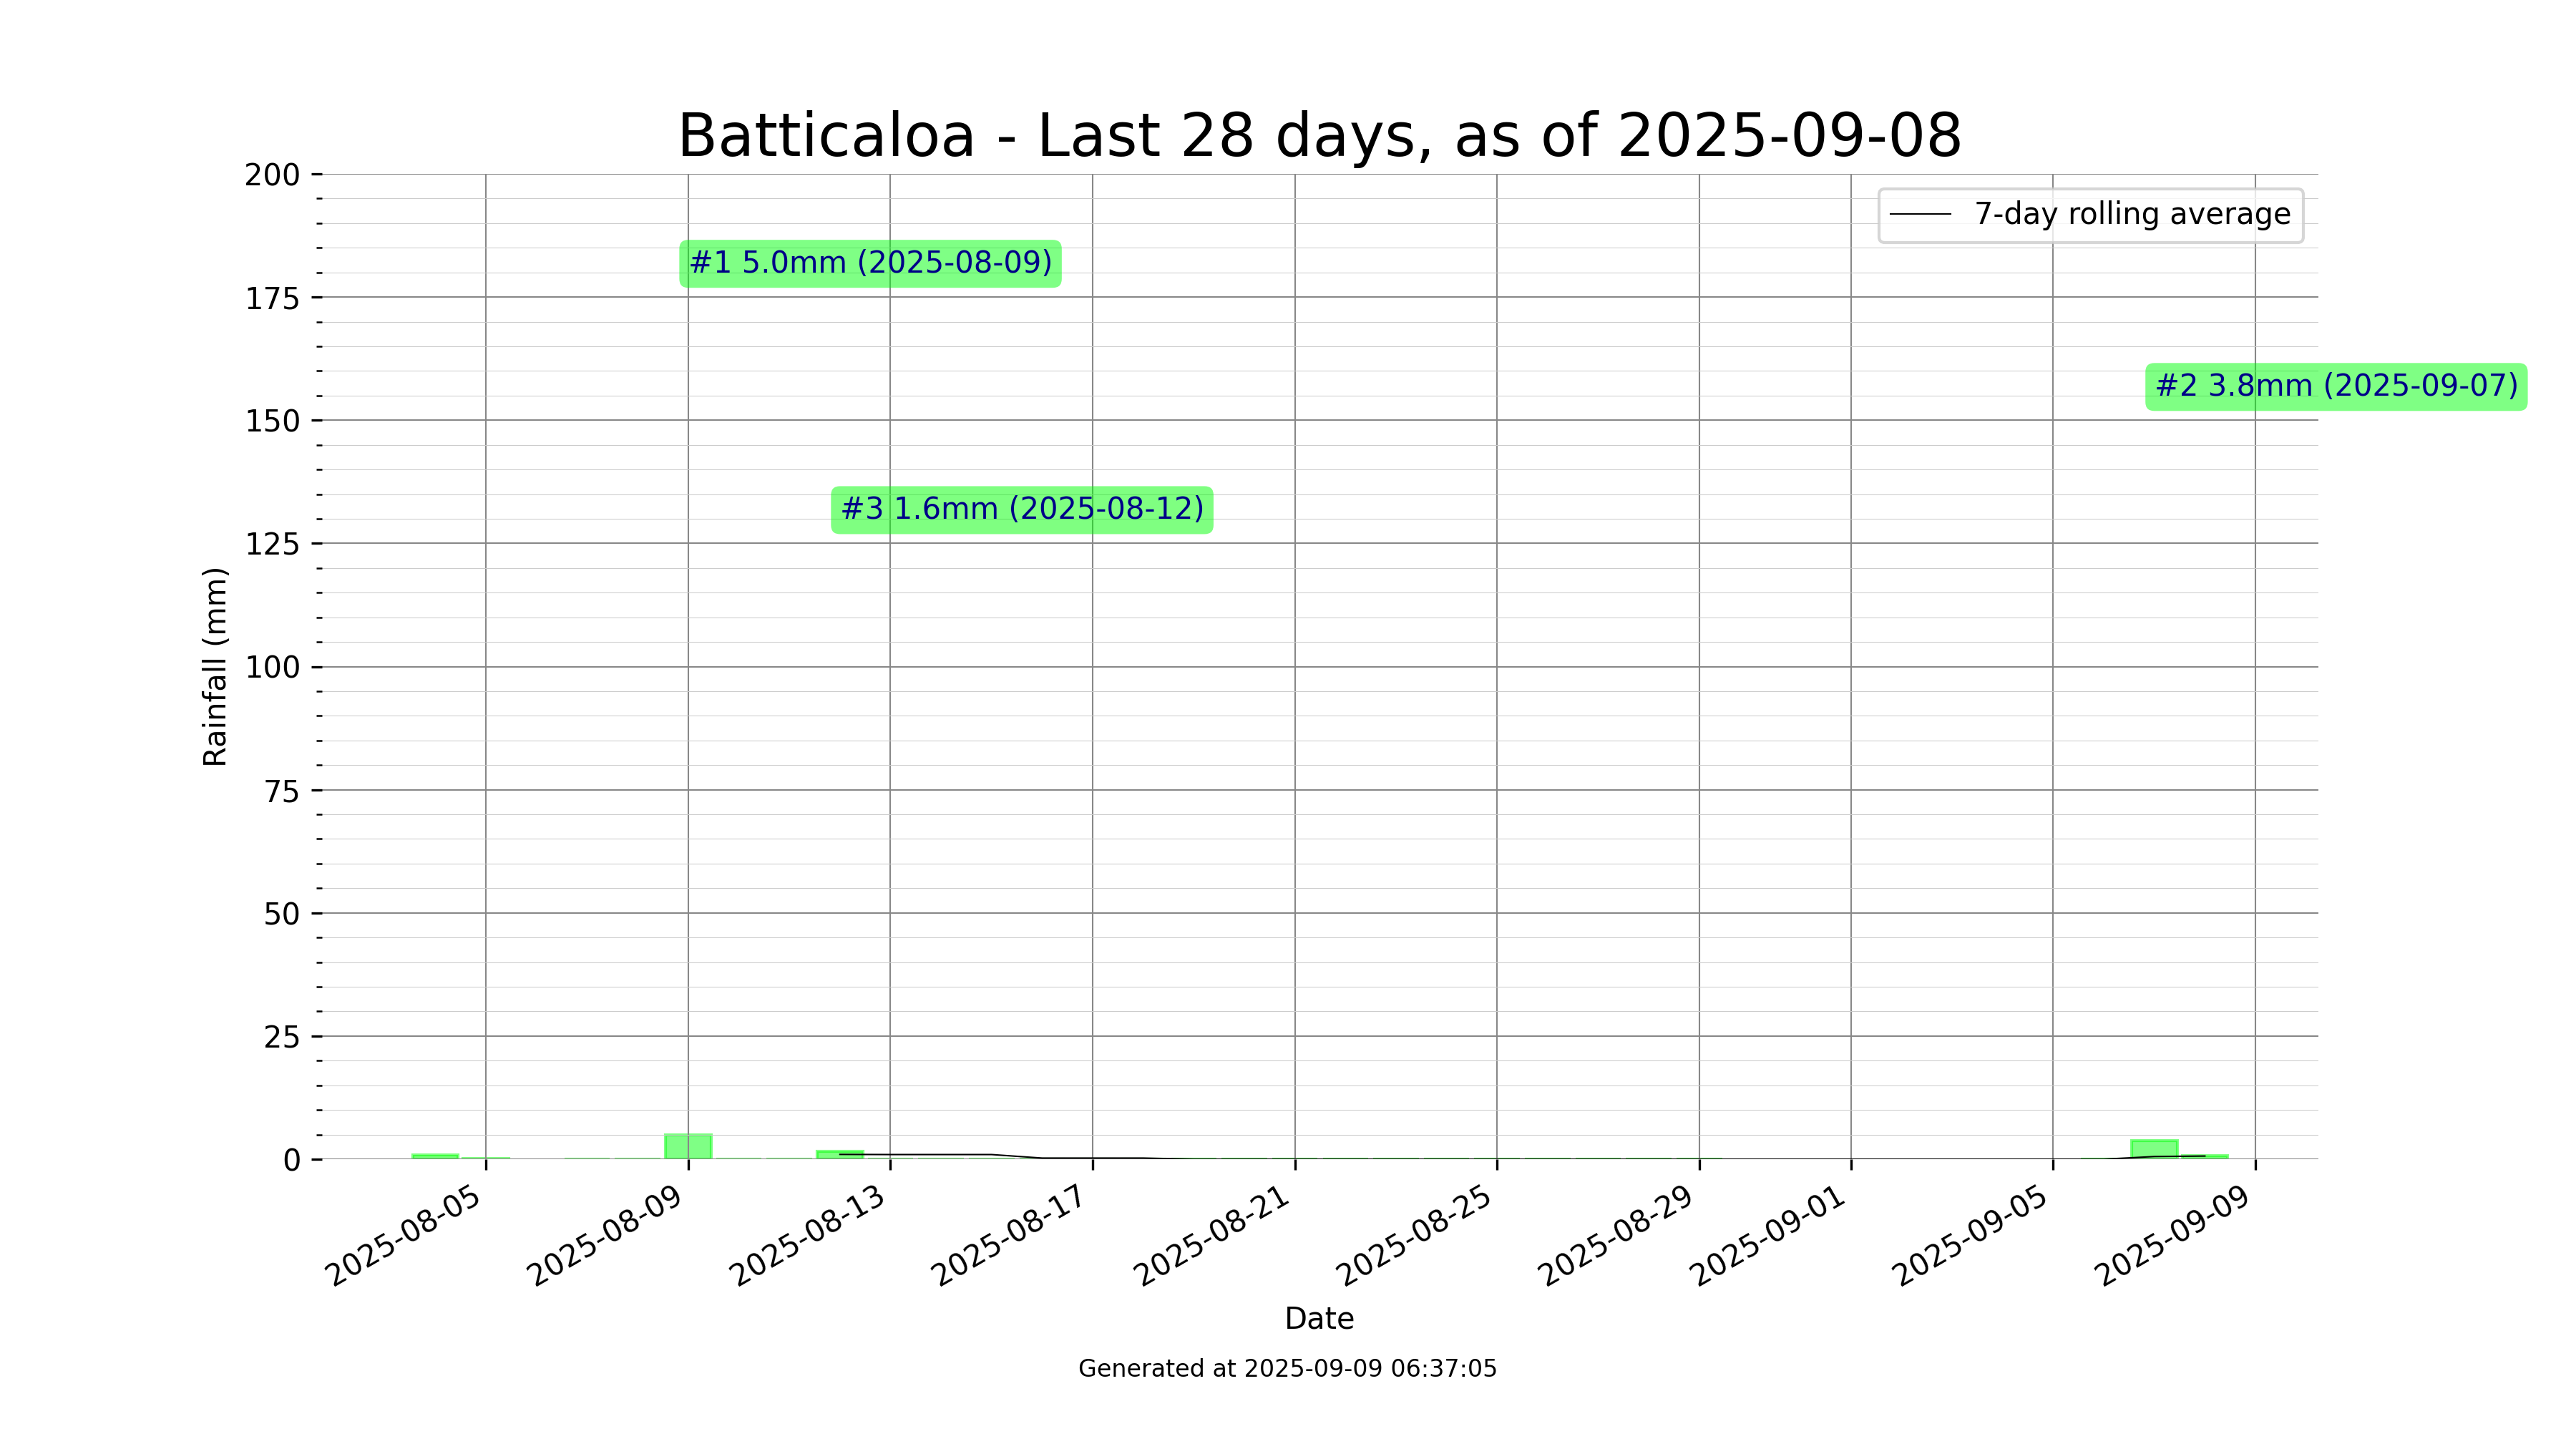 Batticaloa - Last 28 days, as of 2025-09-08
7-day rolling average
#1 5.0mm (2025-08-09)
#2 3.8mm (2025-09-07)
#3 1.6mm (2025-08-12)
Rainfall (mm)
200
175
150
125
100
75
50
25
0
2025-08-05
2025-08-09
2025-08-13
2025-08-17
2025-08-21
2025-08-25
2025-08-29
2025-09-01
2025-09-05
2025-09-09
Date
Generated at 2025-09-09 06:37:05